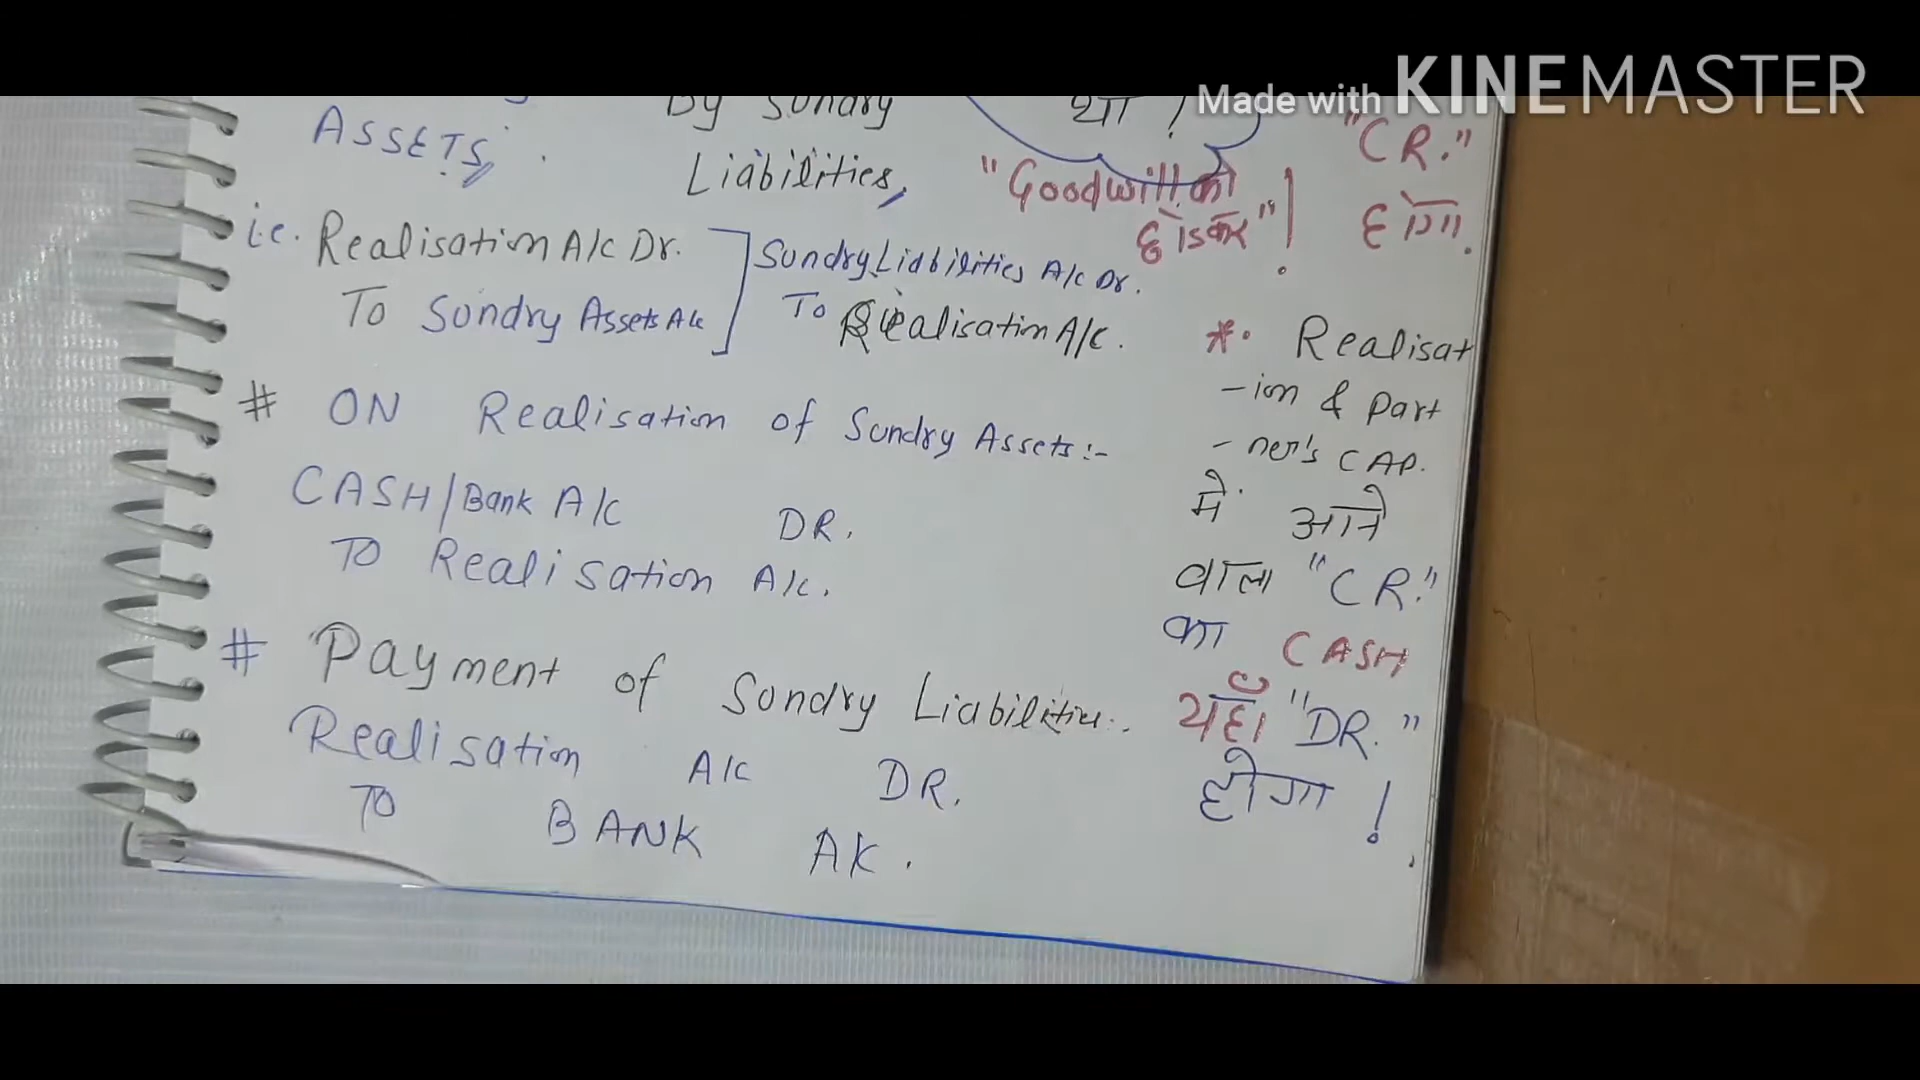 Made with KINEMASTER
ASSETS
By Sundry
Liabilities,
था !
"CR."
"Goodwill को
छोडकर" !
होगा.
i.e. Realisation A/c Dr.
To Sundry Assets A/c
Sundry Liabilities A/c Dr.
To Realisation A/c.
# ON Realisation of Sundry Assets:-
CASH/Bank A/c DR.
To Realisation A/c.
# Payment of Sundry Liabilities:.
Realisation A/c DR.
TO BANK A/c.
*. Realisat
-ion & Part
-ner's CAP.
में आने
वाला "CR."
का CASH
यहाँ "DR."
होगा !